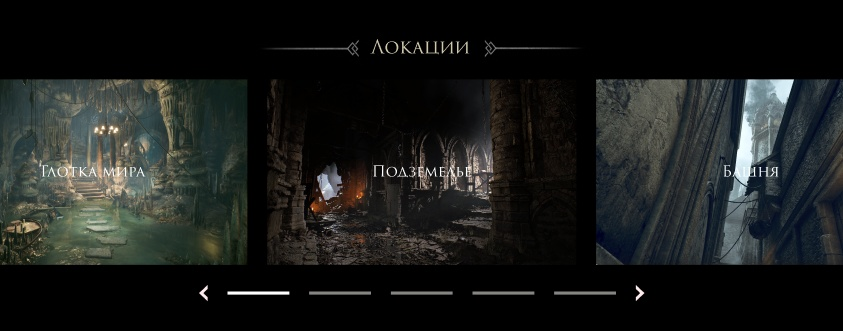 Локации
Глотка мира
Подземелье
Башня